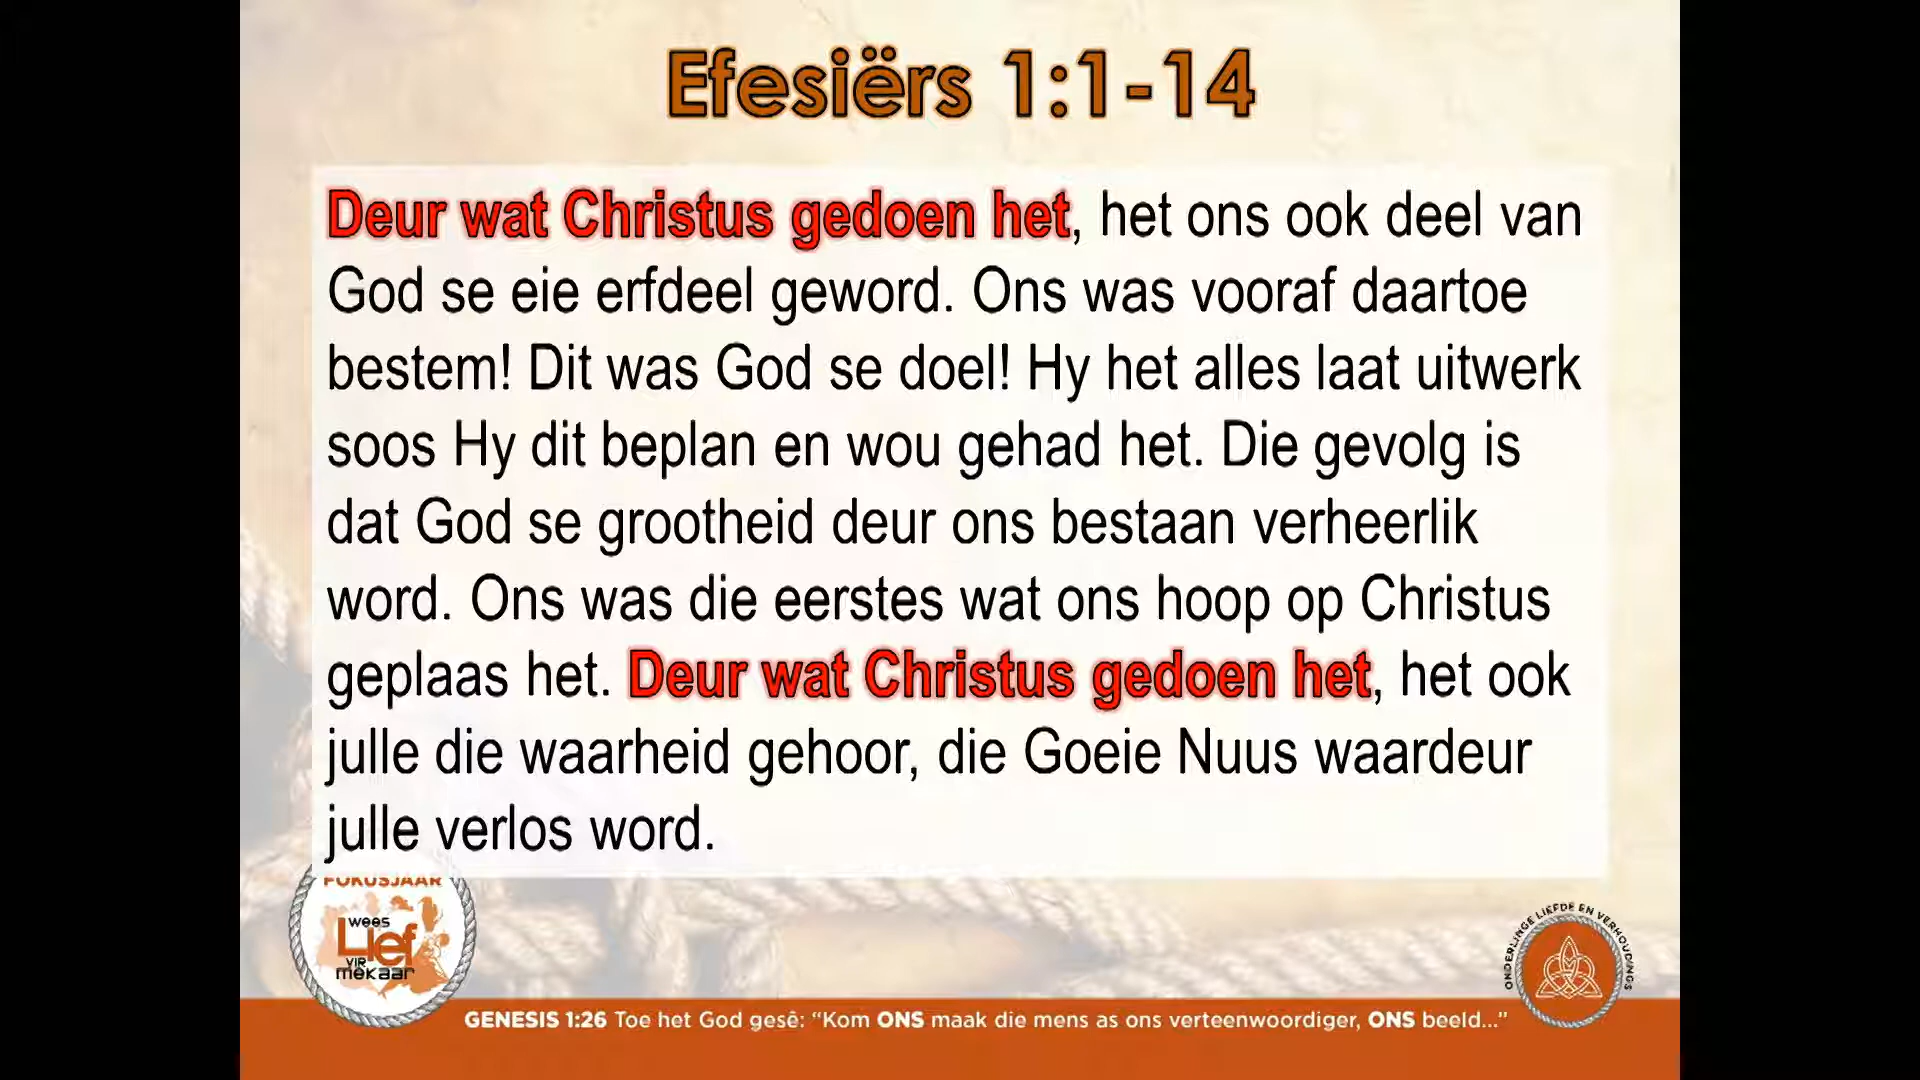 Efesiërs 1:1-14
Deur wat Christus gedoen het, het ons ook deel van
God se eie erfdeel geword. Ons was vooraf daartoe
bestem! Dit was God se doel! Hy het alles laat uitwerk
soos Hy dit beplan en wou gehad het. Die gevolg is
dat God se grootheid deur ons bestaan verheerlik
word. Ons was die eerstes wat ons hoop op Christus
geplaas het. Deur wat Christus gedoen het, het ook
julle die waarheid gehoor, die Goeie Nuus waardeur
julle verlos word.
FOKUSJAAR
wees
Lief
VIR
mekaar
ONDERLINGE LIEFDE EN VERHOUDINGS
GENESIS 1:26 Toe het God gesê: “Kom ONS maak die mens as ons verteenwoordiger, ONS beeld...”